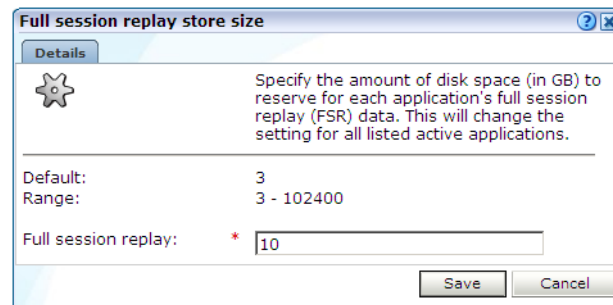 Full session replay store size
Details
Specify the amount of disk space (in GB) to
reserve for each application's full session
replay (FSR) data. This will change the
setting for all listed active applications.
Default: 3
Range: 3 - 102400
Full session replay: * 10
Save Cancel